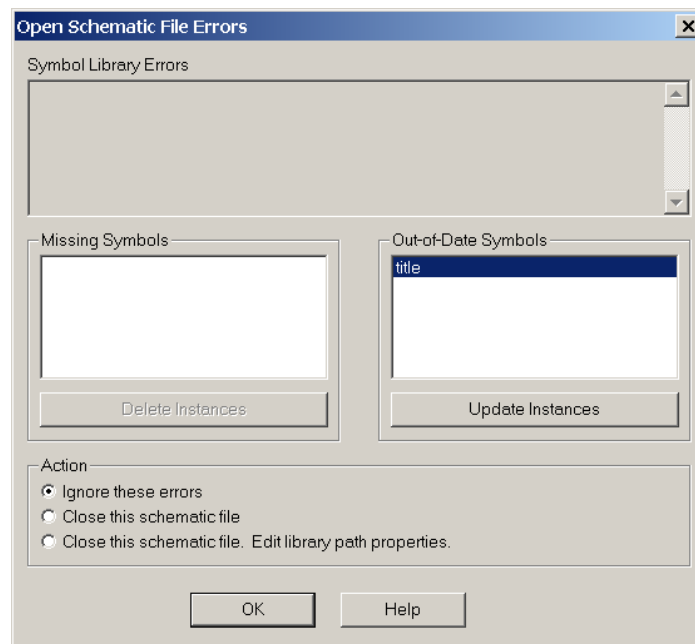 Open Schematic File Errors
Symbol Library Errors
Missing Symbols
Out-of-Date Symbols
title
Delete Instances
Update Instances
Action
Ignore these errors
Close this schematic file
Close this schematic file. Edit library path properties.
OK
Help